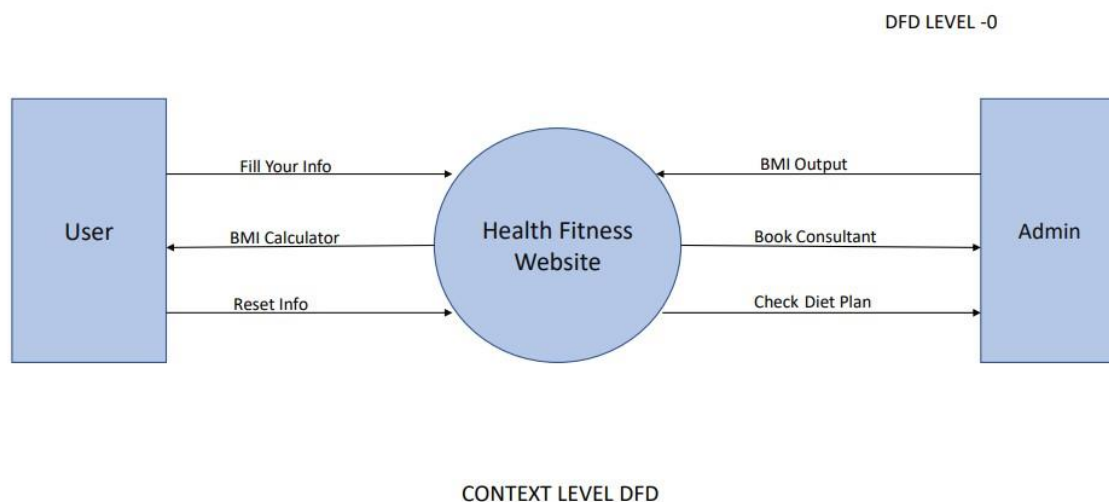 DFD LEVEL -0
Fill Your Info
BMI Output
User
BMI Calculator
Health Fitness
Website
Book Consultant
Admin
Reset Info
Check Diet Plan
CONTEXT LEVEL DFD